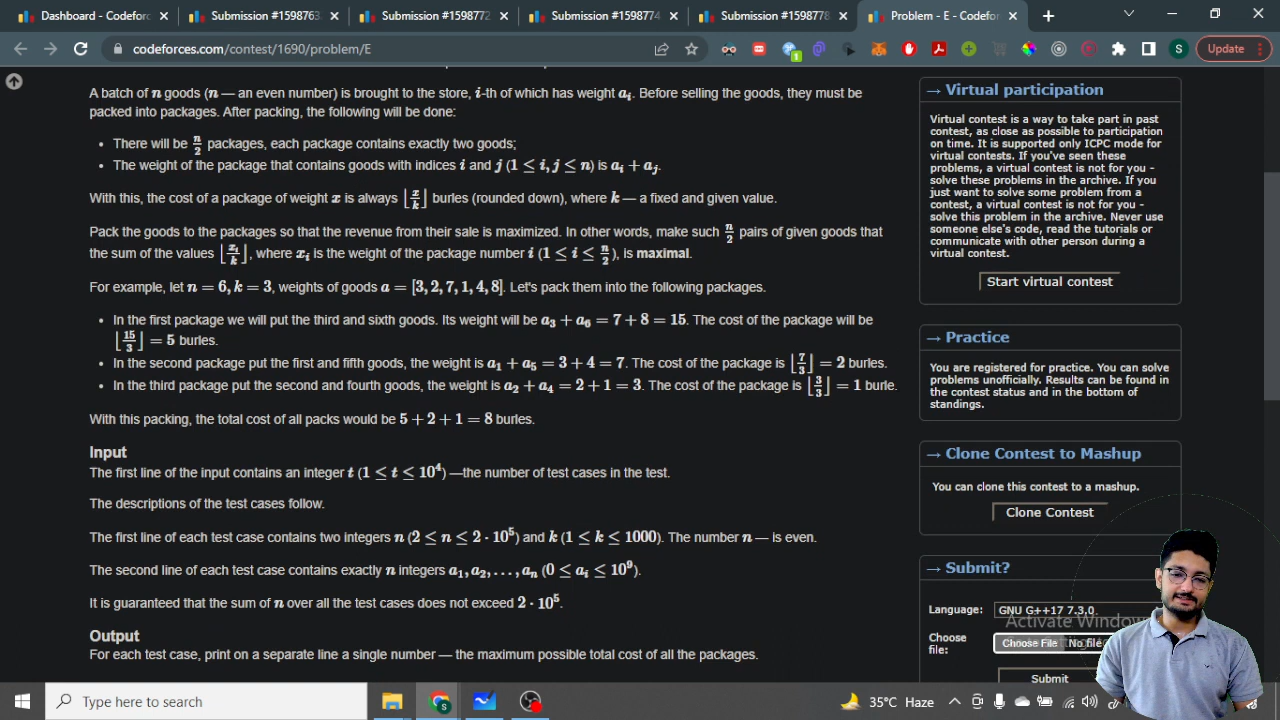 Dashboard - Codeforc
Submission #1598763
Submission #1598772
Submission #1598774
Submission #1598778
Problem - E - Codefor
codeforces.com/contest/1690/problem/E
S
Update
A batch of n goods (n — an even number) is brought to the store, i-th of which has weight aᵢ. Before selling the goods, they must be
packed into packages. After packing, the following will be done:
• There will be n/2 packages, each package contains exactly two goods;
• The weight of the package that contains goods with indices i and j (1 ≤ i, j ≤ n) is aᵢ + aⱼ.
With this, the cost of a package of weight x is always ⌊x/k⌋ burles (rounded down), where k — a fixed and given value.
Pack the goods to the packages so that the revenue from their sale is maximized. In other words, make such n/2 pairs of given goods that
the sum of the values ⌊xᵢ/k⌋, where xᵢ is the weight of the package number i (1 ≤ i ≤ n/2), is maximal.
For example, let n = 6, k = 3, weights of goods a = [3, 2, 7, 1, 4, 8]. Let's pack them into the following packages.
• In the first package we will put the third and sixth goods. Its weight will be a₃ + a₆ = 7 + 8 = 15. The cost of the package will be
⌊15/3⌋ = 5 burles.
• In the second package put the first and fifth goods, the weight is a₁ + a₅ = 3 + 4 = 7. The cost of the package is ⌊7/3⌋ = 2 burles.
• In the third package put the second and fourth goods, the weight is a₂ + a₄ = 2 + 1 = 3. The cost of the package is ⌊3/3⌋ = 1 burle.
With this packing, the total cost of all packs would be 5 + 2 + 1 = 8 burles.
Input
The first line of the input contains an integer t (1 ≤ t ≤ 10⁴) —the number of test cases in the test.
The descriptions of the test cases follow.
The first line of each test case contains two integers n (2 ≤ n ≤ 2 · 10⁵) and k (1 ≤ k ≤ 1000). The number n — is even.
The second line of each test case contains exactly n integers a₁, a₂, …, aₙ (0 ≤ aᵢ ≤ 10⁹).
It is guaranteed that the sum of n over all the test cases does not exceed 2 · 10⁵.
Output
For each test case, print on a separate line a single number — the maximum possible total cost of all the packages.
→ Virtual participation
Virtual contest is a way to take part in past
contest, as close as possible to participation
on time. It is supported only ICPC mode for
virtual contests. If you've seen these
problems, a virtual contest is not for you -
solve these problems in the archive. If you
just want to solve some problem from a
contest, a virtual contest is not for you -
solve this problem in the archive. Never use
someone else's code, read the tutorials or
communicate with other person during a
virtual contest.
Start virtual contest
→ Practice
You are registered for practice. You can solve
problems unofficially. Results can be found in
the contest status and in the bottom of
standings.
→ Clone Contest to Mashup
You can clone this contest to a mashup.
Clone Contest
→ Submit?
Language: GNU G++17 7.3.0
Activate Window
Choose
file:
Choose File No file
Submit
Type here to search
35°C Haze